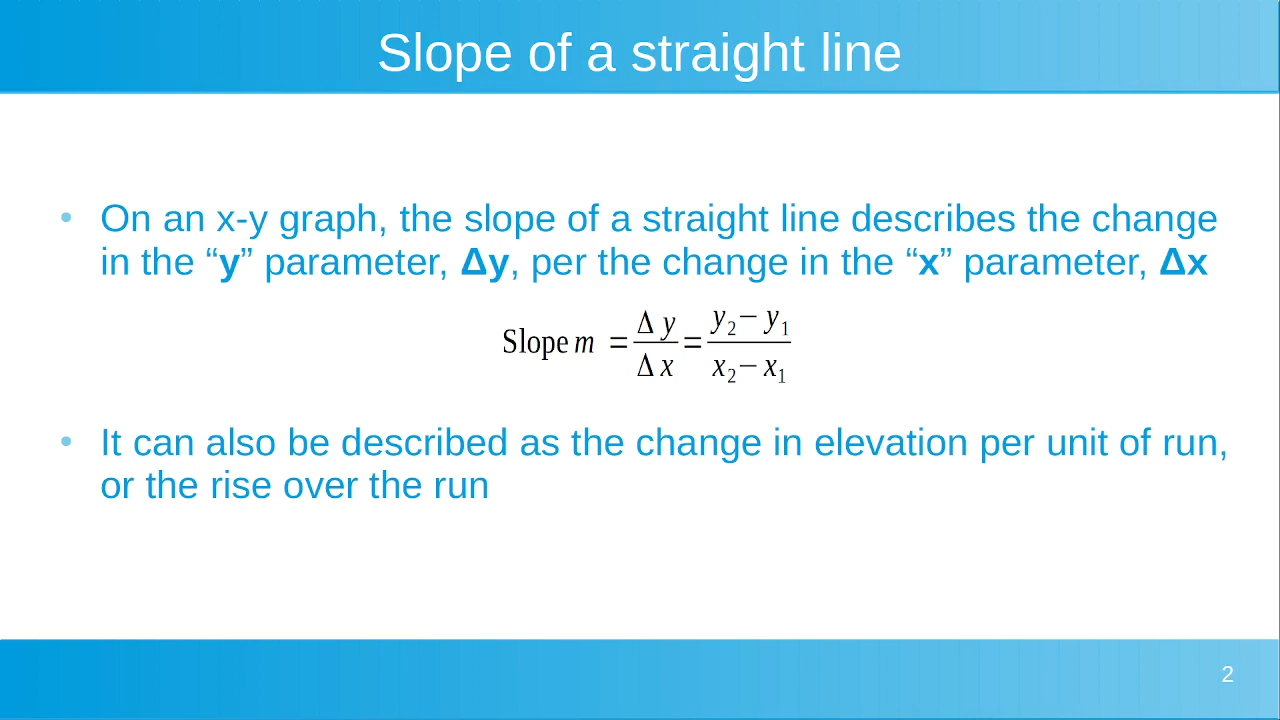 Slope of a straight line
• On an x-y graph, the slope of a straight line describes the change
in the “y” parameter, Δy, per the change in the “x” parameter, Δx
Slope m = Δ y / Δ x = y₂ − y₁ / x₂ − x₁
• It can also be described as the change in elevation per unit of run,
or the rise over the run
2